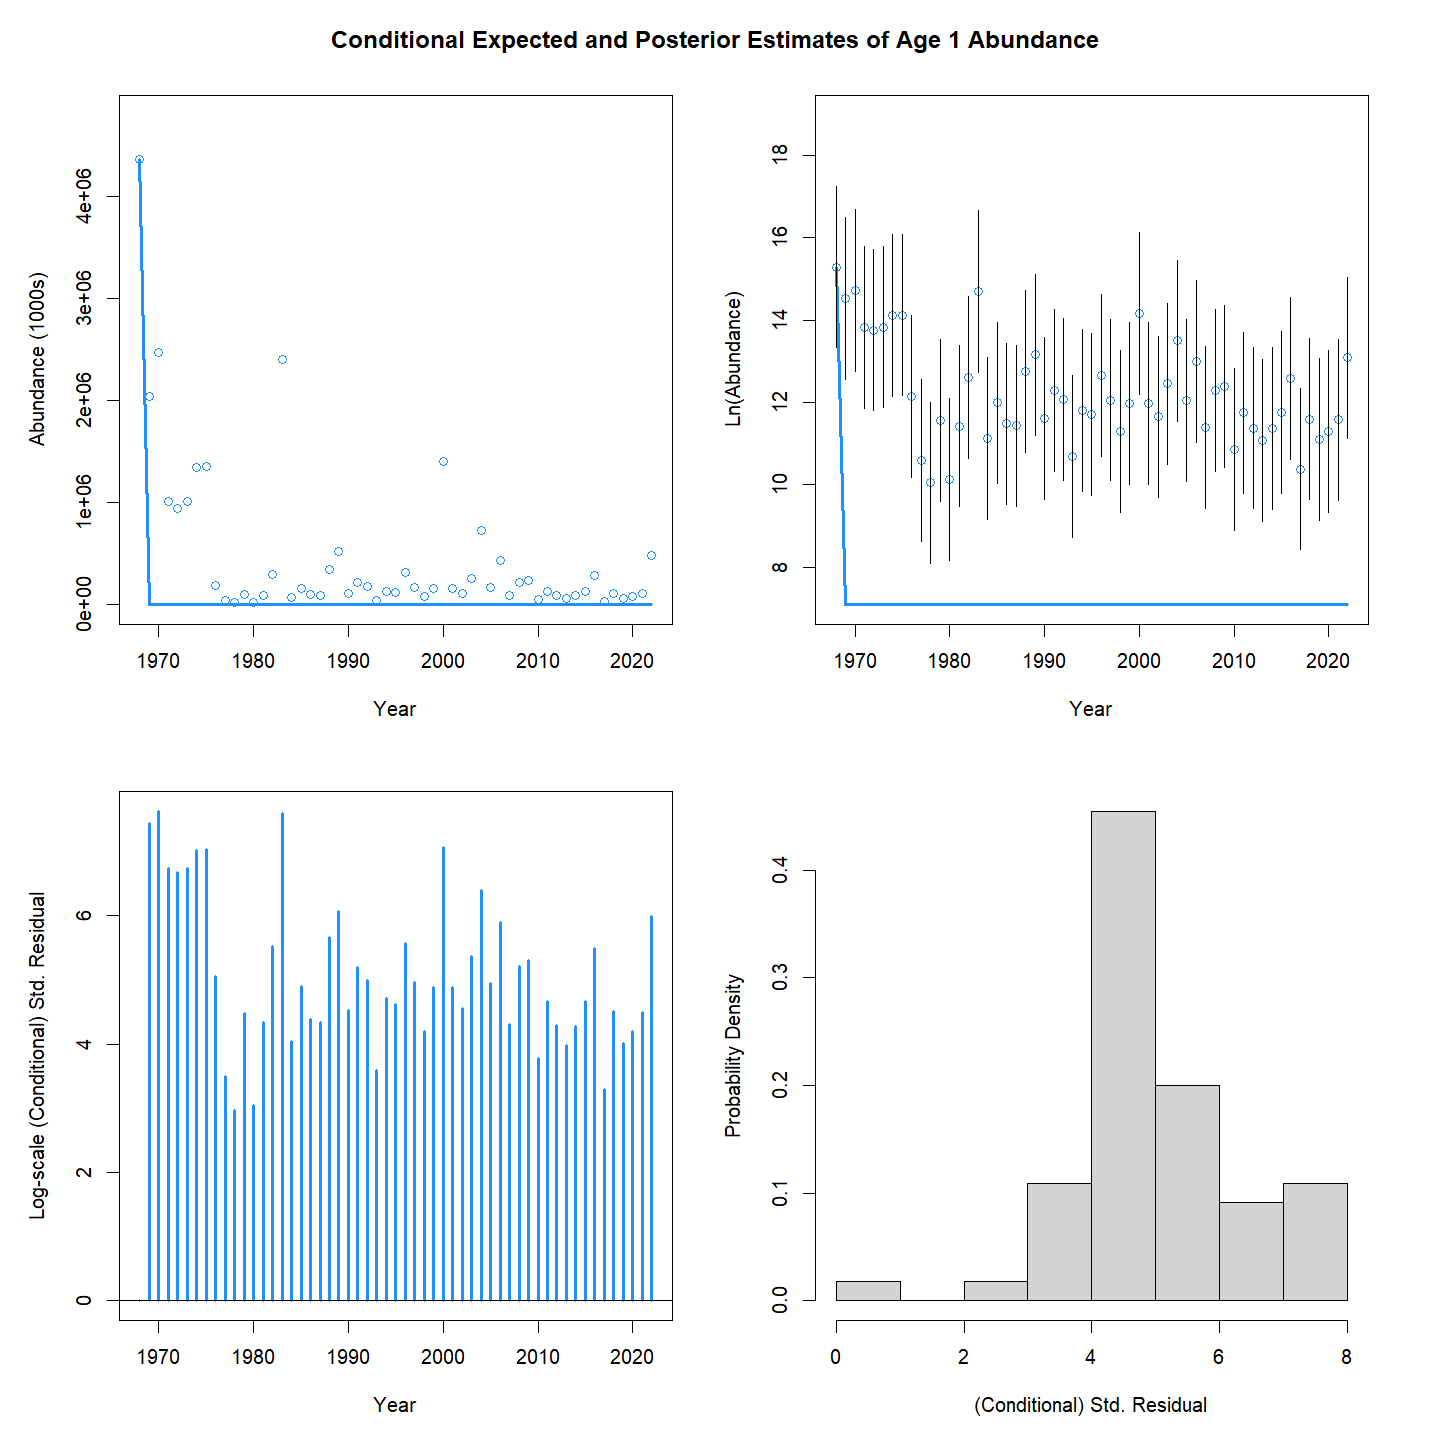 Conditional Expected and Posterior Estimates of Age 1 Abundance
Abundance (1000s)
4e+06
3e+06
2e+06
1e+06
0e+00
1970 1980 1990 2000 2010 2020
Year
Ln(Abundance)
18
16
14
12
10
8
1970 1980 1990 2000 2010 2020
Year
Log-scale (Conditional) Std. Residual
6
4
2
0
1970 1980 1990 2000 2010 2020
Year
Probability Density
0.4
0.3
0.2
0.1
0.0
0 2 4 6 8
(Conditional) Std. Residual